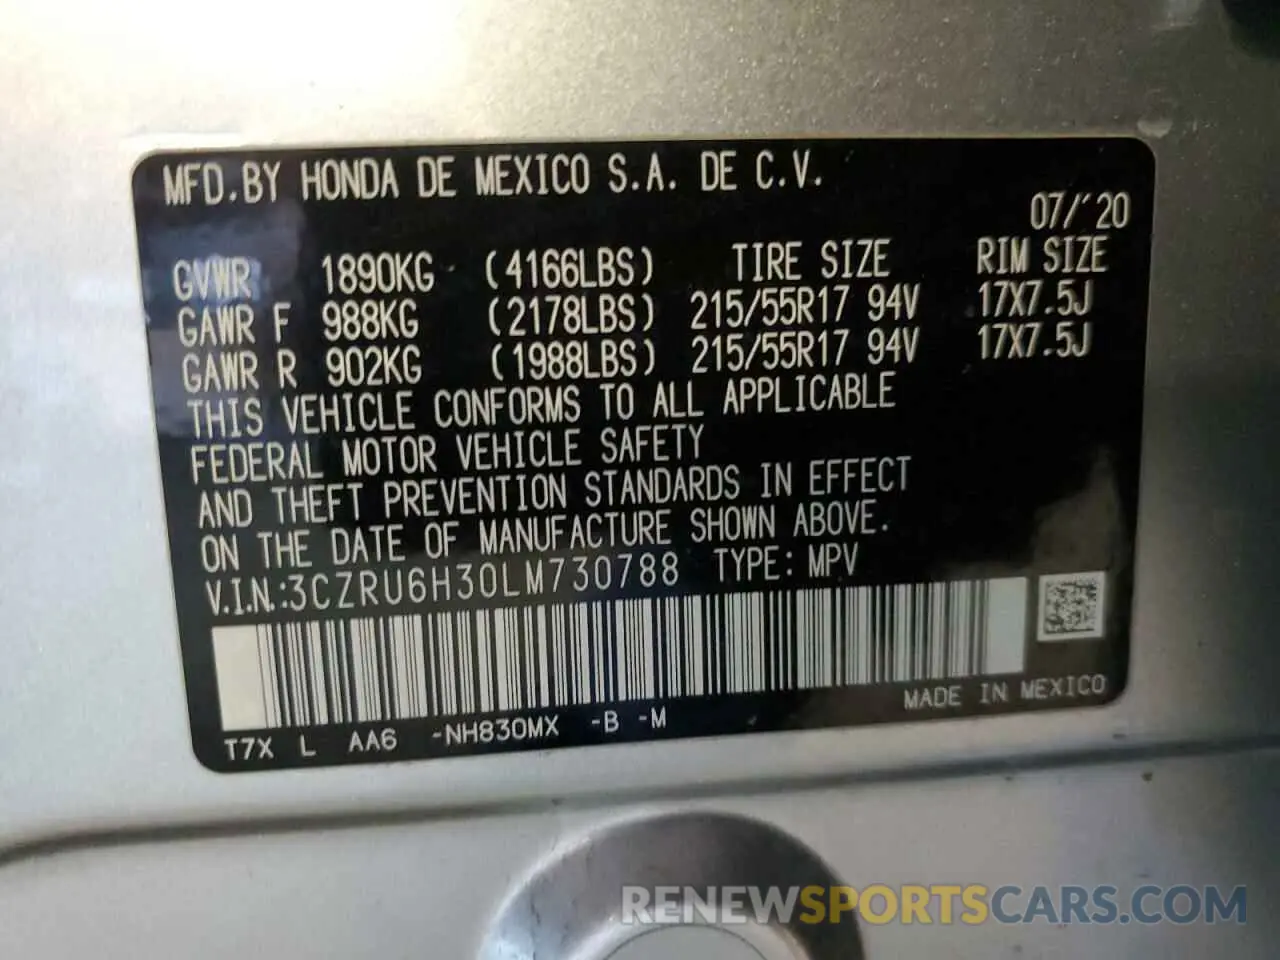 MFD.BY HONDA DE MEXICO S.A. DE C.V.
07/'20
GVWR 1890KG (4166LBS) TIRE SIZE RIM SIZE
GAWR F 988KG (2178LBS) 215/55R17 94V 17X7.5J
GAWR R 902KG (1988LBS) 215/55R17 94V 17X7.5J
THIS VEHICLE CONFORMS TO ALL APPLICABLE
FEDERAL MOTOR VEHICLE SAFETY
AND THEFT PREVENTION STANDARDS IN EFFECT
ON THE DATE OF MANUFACTURE SHOWN ABOVE.
V.I.N.:3CZRU6H30LM730788 TYPE: MPV
MADE IN MEXICO
T7X L AA6 -NH830MX -B -M
RENEWSPORTSCARS.COM